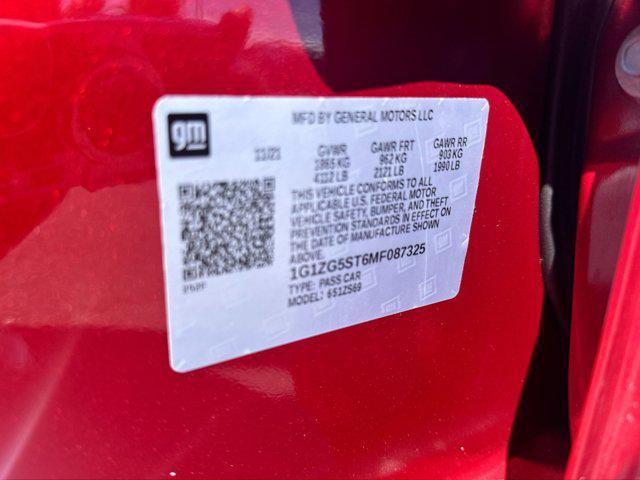 gm
MFD BY GENERAL MOTORS LLC
11/21 GVWR GAWR FRT GAWR RR
1865 KG 962 KG 903 KG
4112 LB 2121 LB 1990 LB
THIS VEHICLE CONFORMS TO ALL
APPLICABLE U.S. FEDERAL MOTOR
VEHICLE SAFETY, BUMPER, AND THEFT
PREVENTION STANDARDS IN EFFECT ON
THE DATE OF MANUFACTURE SHOWN
ABOVE.
1G1ZG5ST6MF087325
TYPE: PASS CAR
MODEL: 6S1ZS69